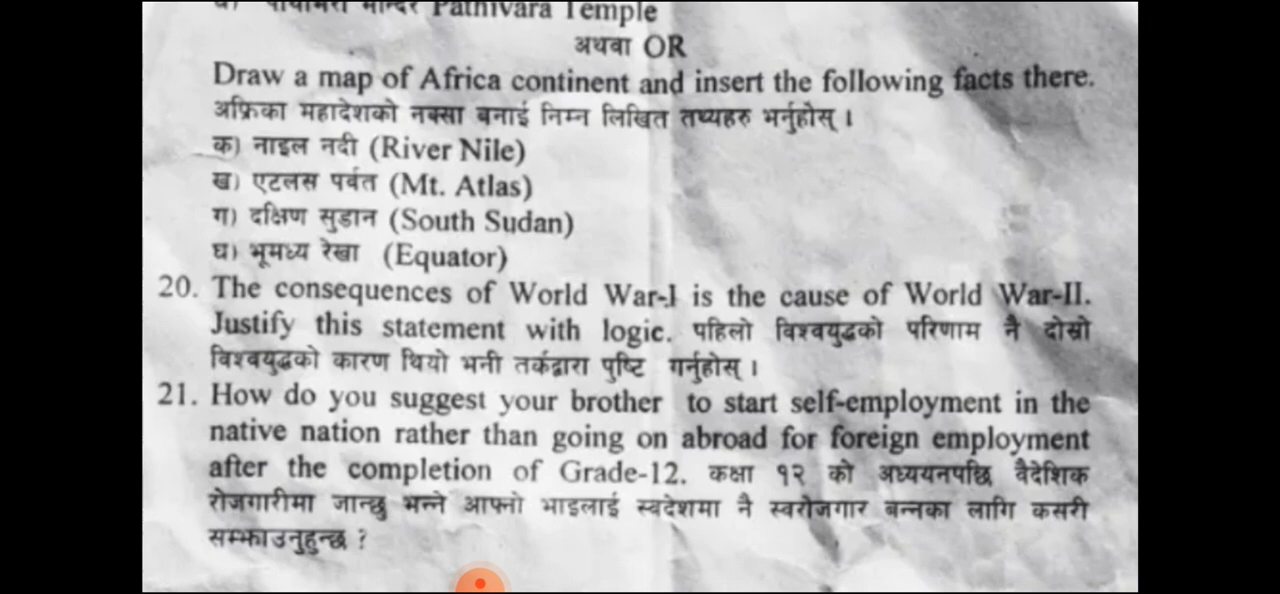 पाथीभरा मन्दिर Pathivara Temple
अथवा OR
Draw a map of Africa continent and insert the following facts there.
अफ्रिका महादेशको नक्सा बनाई निम्न लिखित तथ्यहरु भर्नुहोस् ।
क) नाइल नदी (River Nile)
ख) एटलस पर्वत (Mt. Atlas)
ग) दक्षिण सुडान (South Sudan)
घ) भूमध्य रेखा (Equator)
20. The consequences of World War-I is the cause of World War-II.
Justify this statement with logic. पहिलो विश्वयुद्धको परिणाम नै दोस्रो
विश्वयुद्धको कारण थियो भनी तर्कद्वारा पुष्टि गर्नुहोस् ।
21. How do you suggest your brother to start self-employment in the
native nation rather than going on abroad for foreign employment
after the completion of Grade-12. कक्षा १२ को अध्ययनपछि वैदेशिक
रोजगारीमा जान्छु भन्ने आफ्नो भाइलाई स्वदेशमा नै स्वरोजगार बन्नका लागि कसरी
सम्झाउनुहुन्छ ?